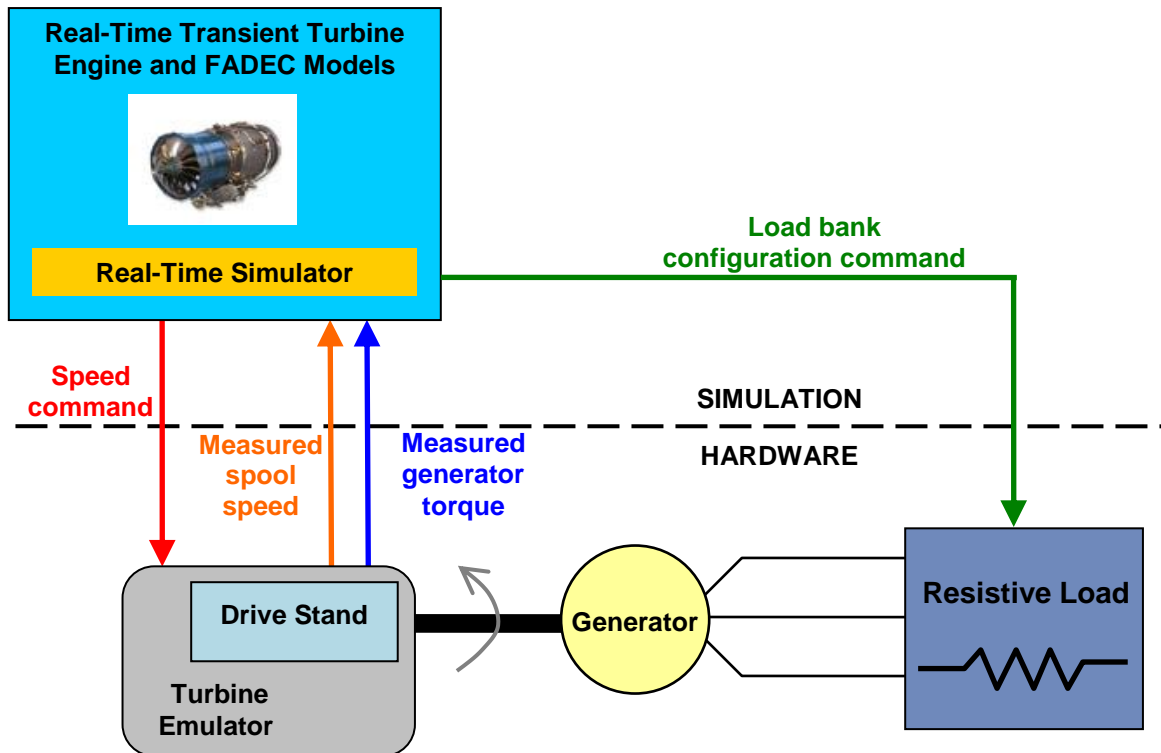 Real-Time Transient Turbine
Engine and FADEC Models
Real-Time Simulator
Load bank
configuration command
Speed
command
SIMULATION
HARDWARE
Measured
spool
speed
Measured
generator
torque
Drive Stand
Turbine
Emulator
Generator
Resistive Load